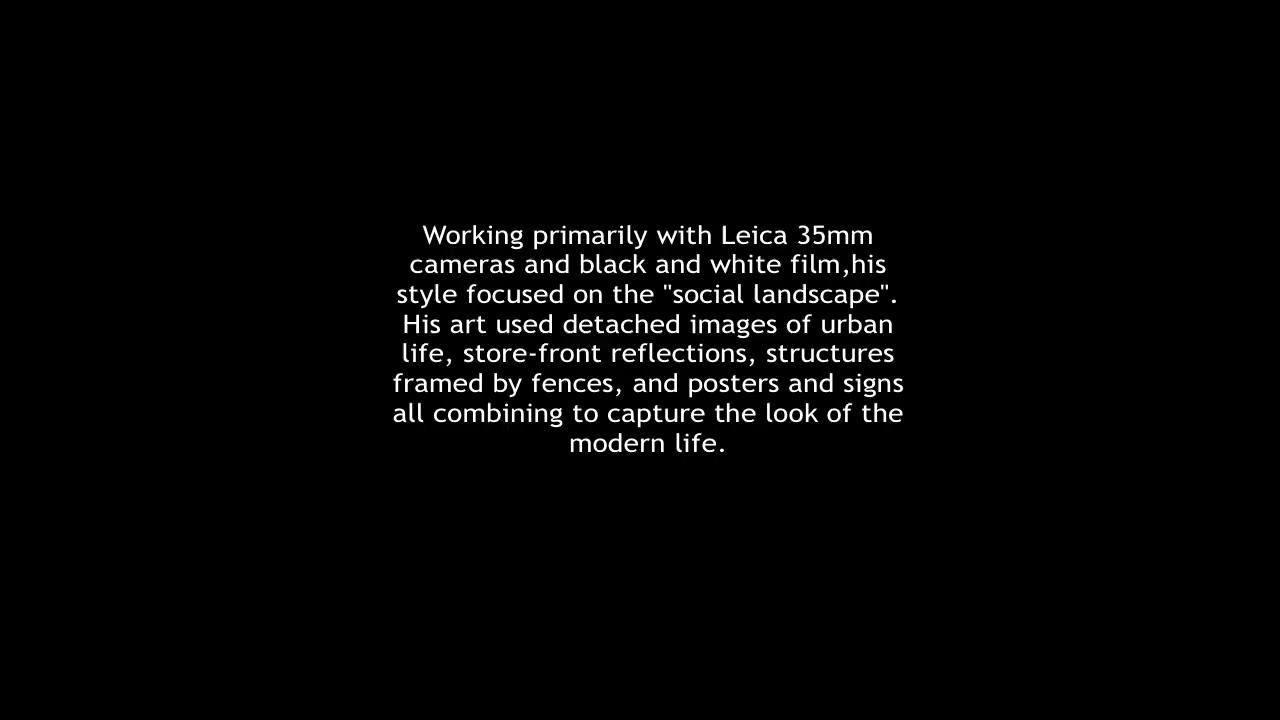 Working primarily with Leica 35mm
cameras and black and white film,his
style focused on the "social landscape".
His art used detached images of urban
life, store-front reflections, structures
framed by fences, and posters and signs
all combining to capture the look of the
modern life.